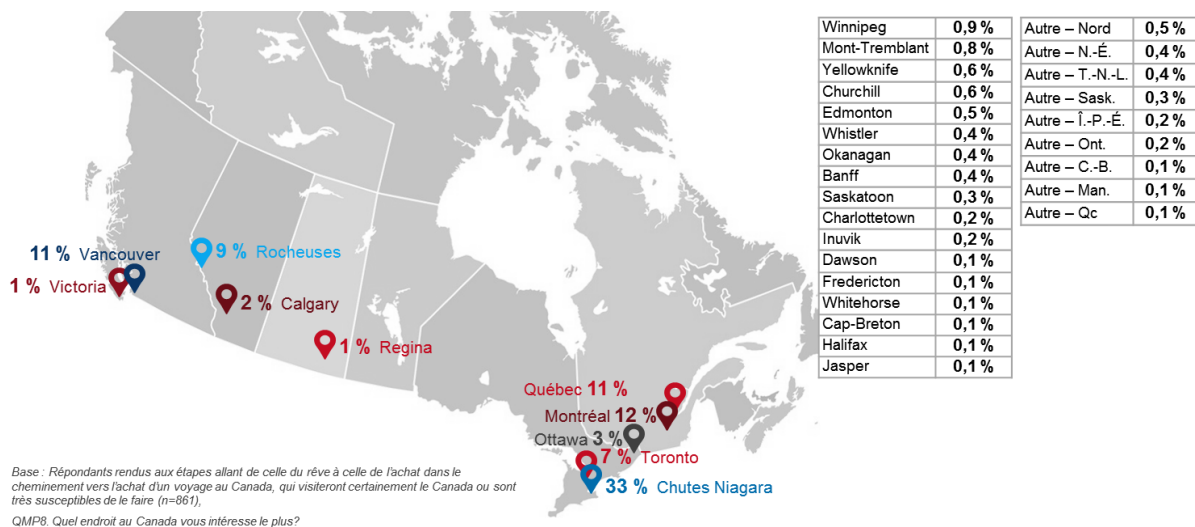 11 % Vancouver
1 % Victoria
9 % Rocheuses
2 % Calgary
1 % Regina
Québec 11 %
Montréal 12 %
Ottawa 3 %
7 % Toronto
33 % Chutes Niagara
Winnipeg 0,9 %
Mont-Tremblant 0,8 %
Yellowknife 0,6 %
Churchill 0,6 %
Edmonton 0,5 %
Whistler 0,4 %
Okanagan 0,4 %
Banff 0,4 %
Saskatoon 0,3 %
Charlottetown 0,2 %
Inuvik 0,2 %
Dawson 0,1 %
Fredericton 0,1 %
Whitehorse 0,1 %
Cap-Breton 0,1 %
Halifax 0,1 %
Jasper 0,1 %
Autre – Nord 0,5 %
Autre – N.-É. 0,4 %
Autre – T.-N.-L. 0,4 %
Autre – Sask. 0,3 %
Autre – Î.-P.-É. 0,2 %
Autre – Ont. 0,2 %
Autre – C.-B. 0,1 %
Autre – Man. 0,1 %
Autre – Qc 0,1 %
Base : Répondants rendus aux étapes allant de celle du rêve à celle de l'achat dans le
cheminement vers l'achat d'un voyage au Canada, qui visiteront certainement le Canada ou sont
très susceptibles de le faire (n=861),
QMP8. Quel endroit au Canada vous intéresse le plus?